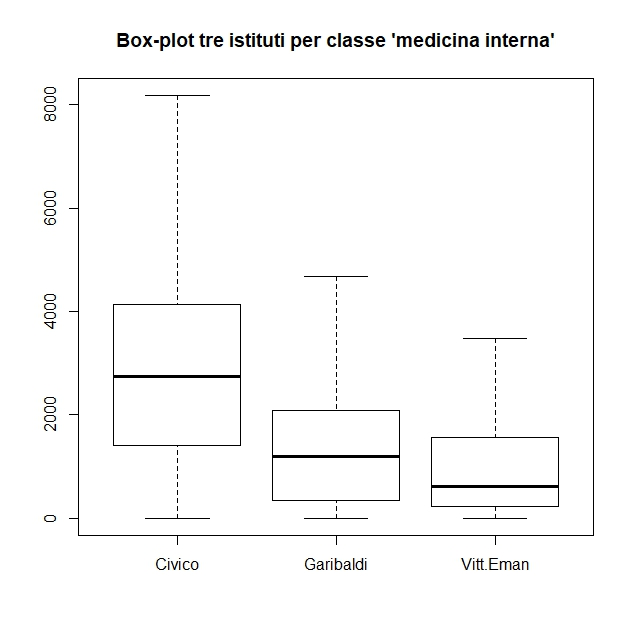 Box-plot tre istituti per classe 'medicina interna'
8000
6000
4000
2000
0
Civico Garibaldi Vitt.Eman